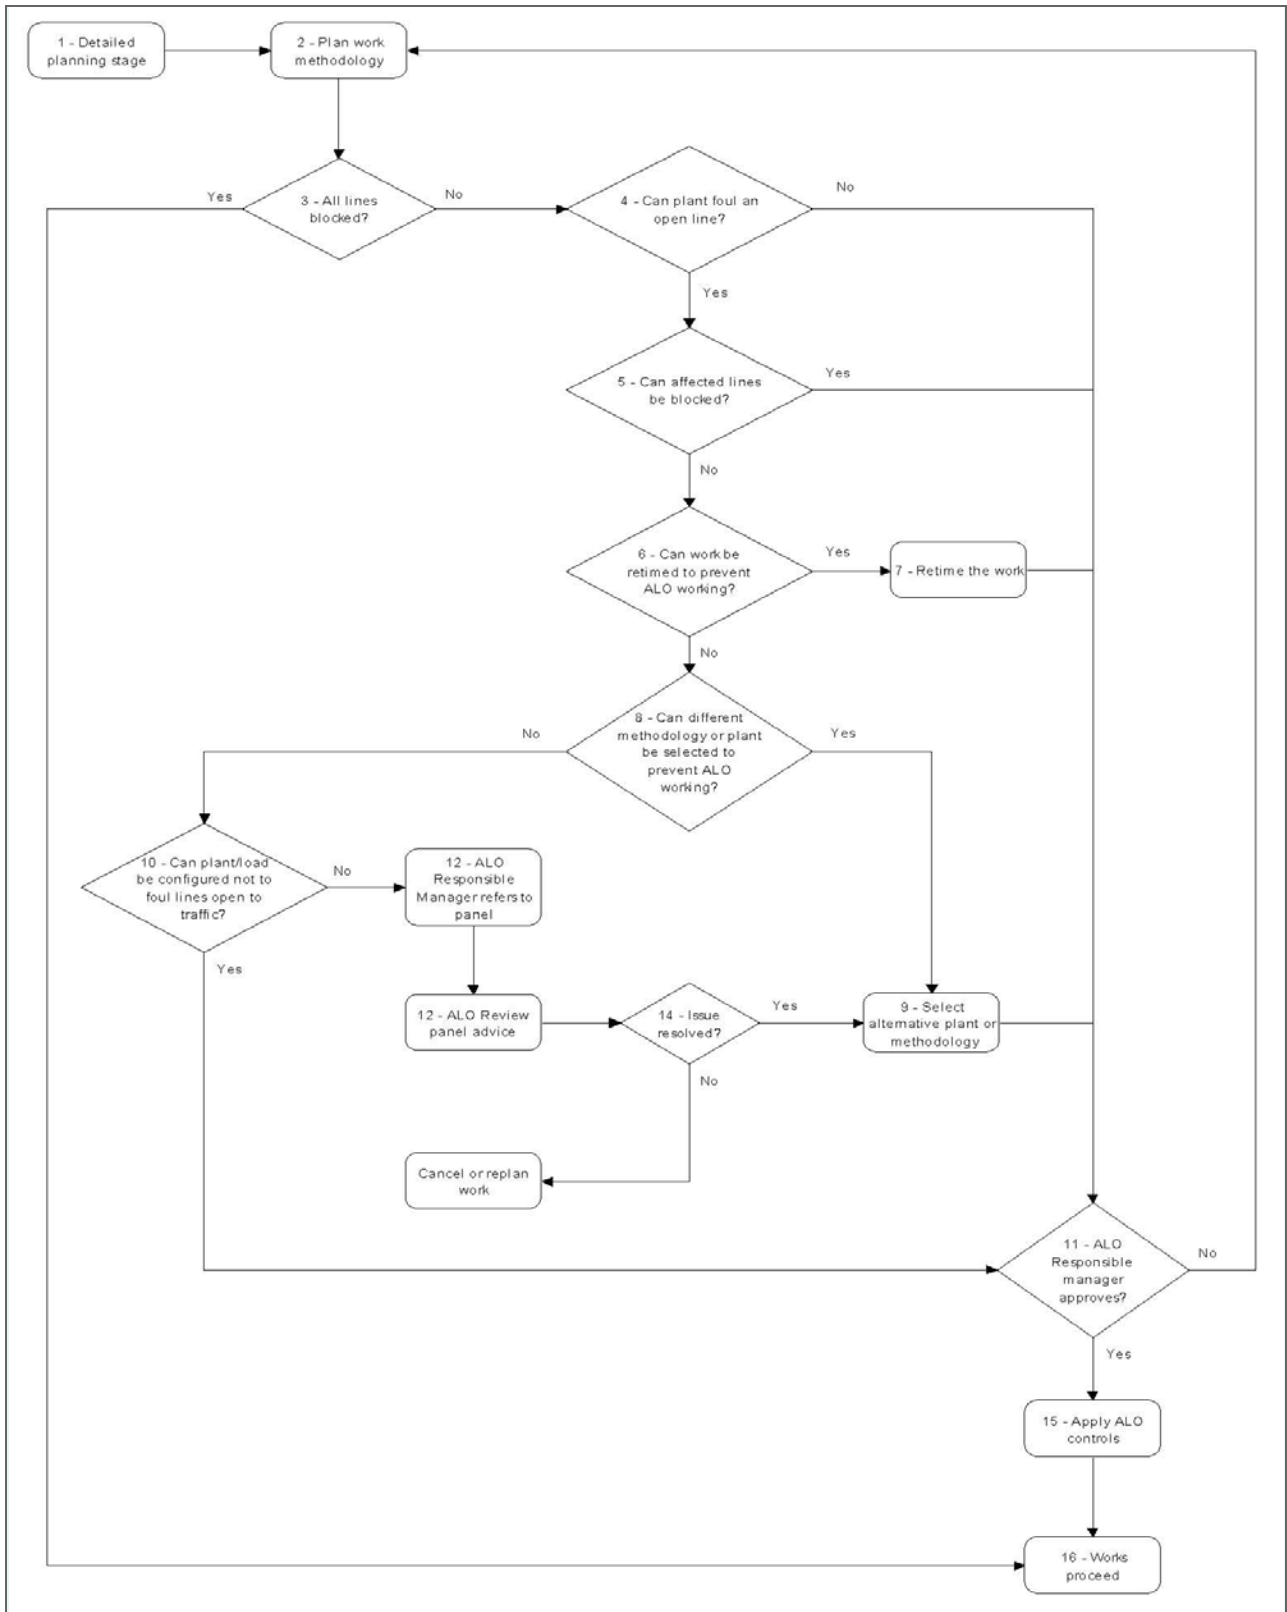 1 - Detailed
planning stage
2 - Plan work
methodology
3 - All lines
blocked?
Yes
No
4 - Can plant foul an
open line?
No
Yes
5 - Can affected lines
be blocked?
Yes
No
6 - Can work be
retimed to prevent
ALO working?
Yes
7 - Retime the work
No
8 - Can different
methodology or plant
be selected to
prevent ALO
working?
No
Yes
10 - Can plant/load
be configured not to
foul lines open to
traffic?
No
Yes
12 - ALO
Responsible
Manager refers to
panel
12 - ALO Review
panel advice
14 - Issue
resolved?
Yes
No
9 - Select
alternative plant or
methodology
Cancel or replan
work
11 - ALO
Responsible
manager
approves?
No
Yes
15 - Apply ALO
controls
16 - Works
proceed